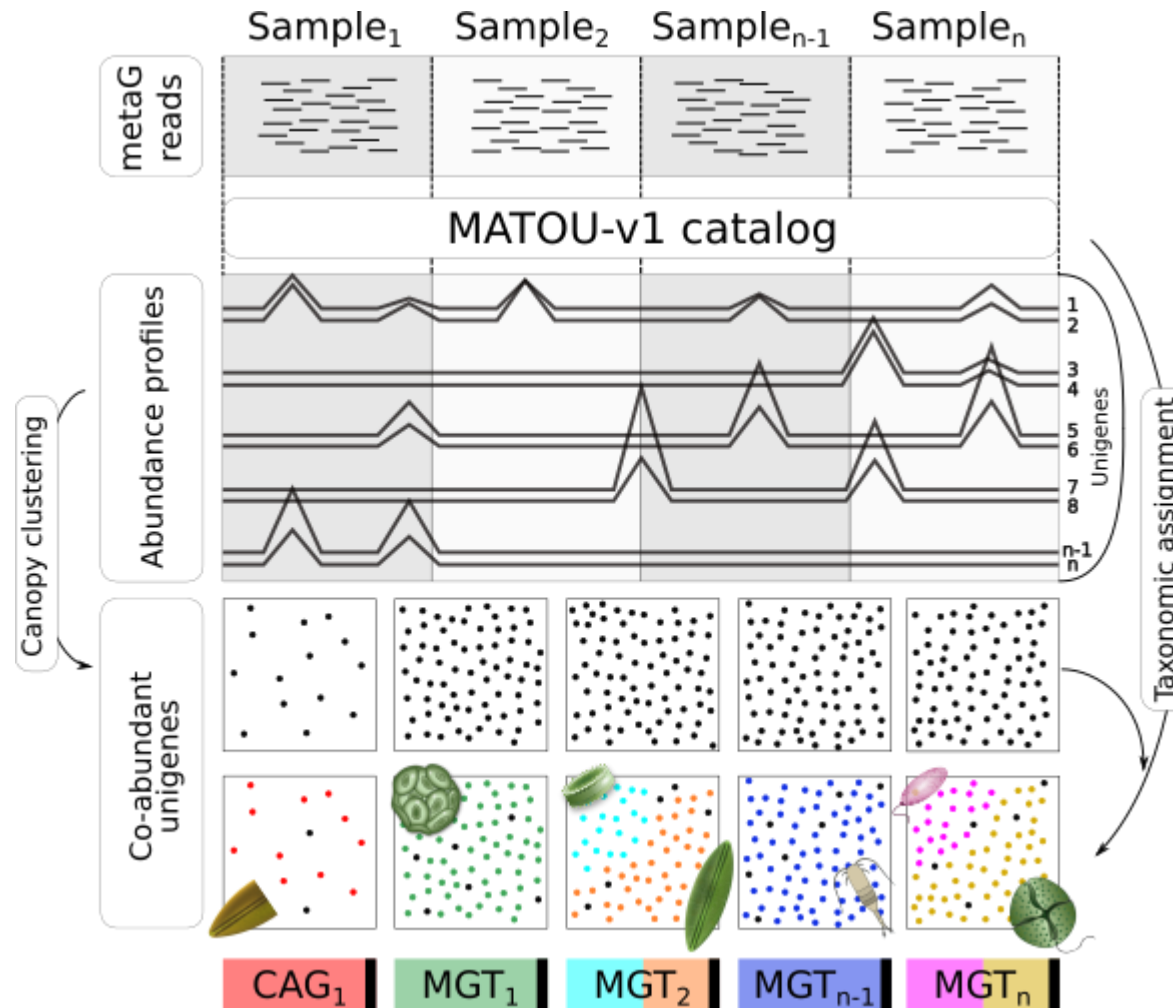 Sample1 Sample2 Samplen-1 Samplen
metaG
reads
MATOU-v1 catalog
Abundance profiles
1
2
3
4
5
6
7
8
n-1
n
Unigenes
Canopy clustering
Taxonomic assignment
Co-abundant
unigenes
CAG1 MGT1 MGT2 MGTn-1 MGTn